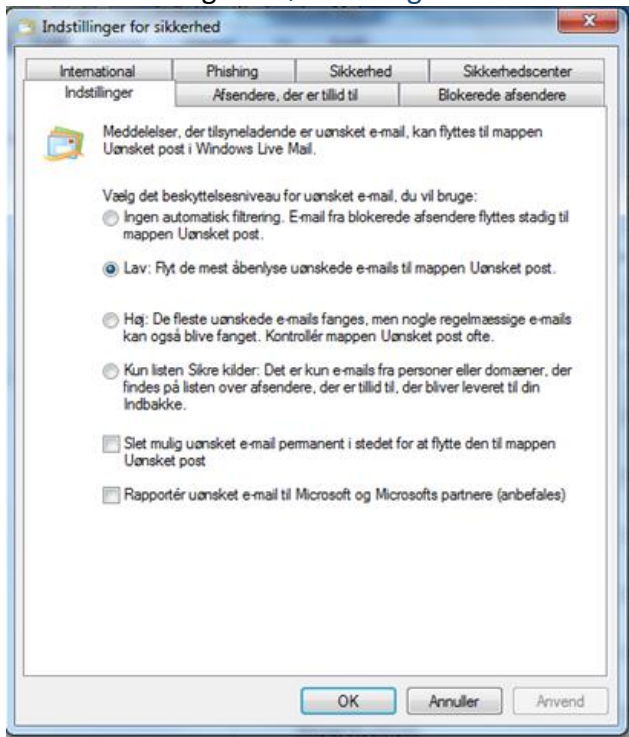 Indstillinger for sikkerhed
International
Phishing
Sikkerhed
Sikkerhedscenter
Indstillinger
Afsendere, der er tillid til
Blokerede afsendere
Meddelelser, der tilsyneladende er uønsket e-mail, kan flyttes til mappen
Uønsket post i Windows Live Mail.
Vælg det beskyttelsesniveau for uønsket e-mail, du vil bruge:
Ingen automatisk filtrering. E-mail fra blokerede afsendere flyttes stadig til
mappen Uønsket post.
Lav: Flyt de mest åbenlyse uønskede e-mails til mappen Uønsket post.
Høj: De fleste uønskede e-mails fanges, men nogle regelmæssige e-mails
kan også blive fanget. Kontrollér mappen Uønsket post ofte.
Kun listen Sikre kilder: Det er kun e-mails fra personer eller domæner, der
findes på listen over afsendere, der er tillid til, der bliver leveret til din
Indbakke.
Slet mulig uønsket e-mail permanent i stedet for at flytte den til mappen
Uønsket post
Rapportér uønsket e-mail til Microsoft og Microsofts partnere (anbefales)
OK
Annuller
Anvend